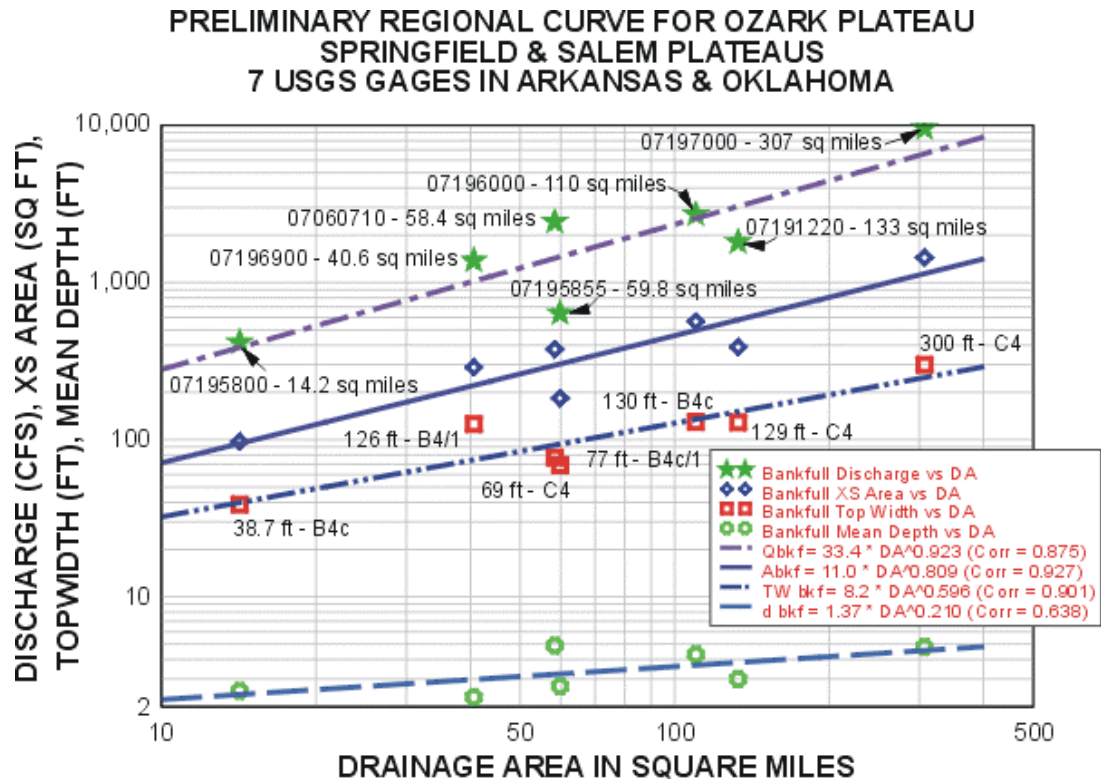 PRELIMINARY REGIONAL CURVE FOR OZARK PLATEAU
SPRINGFIELD & SALEM PLATEAUS
7 USGS GAGES IN ARKANSAS & OKLAHOMA
DISCHARGE (CFS), XS AREA (SQ FT),
TOPWIDTH (FT), MEAN DEPTH (FT)
10,000
1,000
100
10
2
07197000 - 307 sq miles
07196000 - 110 sq miles
07060710 - 58.4 sq miles
07191220 - 133 sq miles
07196900 - 40.6 sq miles
07195855 - 59.8 sq miles
07195800 - 14.2 sq miles
300 ft - C4
130 ft - B4c
126 ft - B4/1
129 ft - C4
77 ft - B4c/1
69 ft - C4
38.7 ft - B4c
Bankfull Discharge vs DA
Bankfull XS Area vs DA
Bankfull Top Width vs DA
Bankfull Mean Depth vs DA
Qbkf= 33.4 * DA^0.923 (Corr = 0.875)
Abkf= 11.0 * DA^0.809 (Corr = 0.927)
TW bkf= 8.2 * DA^0.596 (Corr = 0.901)
d bkf= 1.37 * DA^0.210 (Corr = 0.638)
10
50
100
500
DRAINAGE AREA IN SQUARE MILES